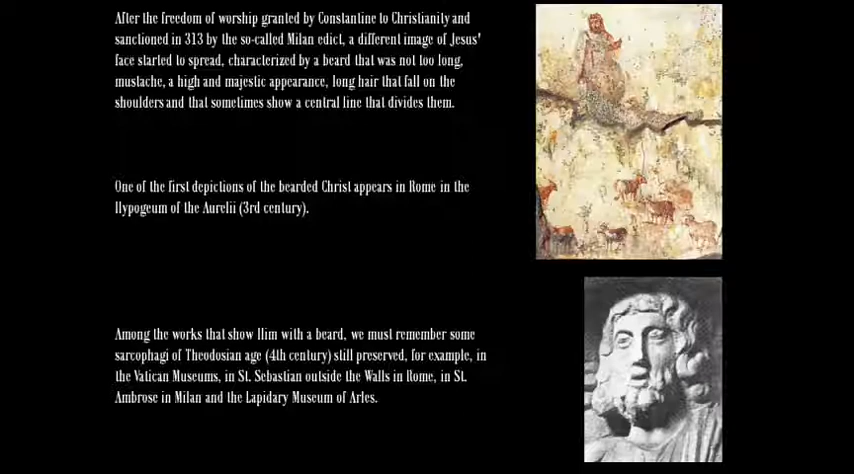 After the freedom of worship granted by Constantine to Christianity and
sanctioned in 313 by the so-called Milan edict, a different image of Jesus'
face started to spread, characterized by a beard that was not too long,
mustache, a high and majestic appearance, long hair that fall on the
shoulders and that sometimes show a central line that divides them.
One of the first depictions of the bearded Christ appears in Rome in the
Hypogeum of the Aurelii (3rd century).
Among the works that show Him with a beard, we must remember some
sarcophagi of Theodosian age (4th century) still preserved, for example, in
the Vatican Museums, in St. Sebastian outside the Walls in Rome, in St.
Ambrose in Milan and the Lapidary Museum of Arles.